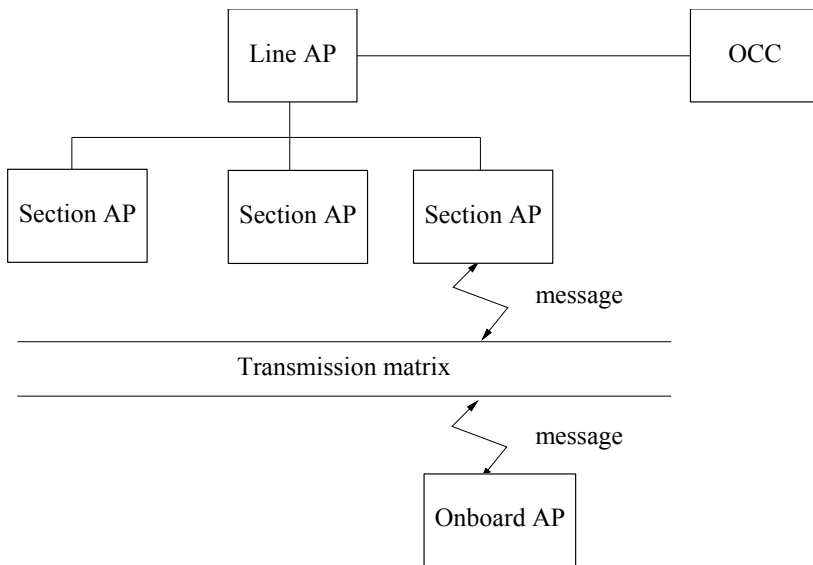 Line AP
OCC
Section AP
Section AP
Section AP
message
Transmission matrix
message
Onboard AP